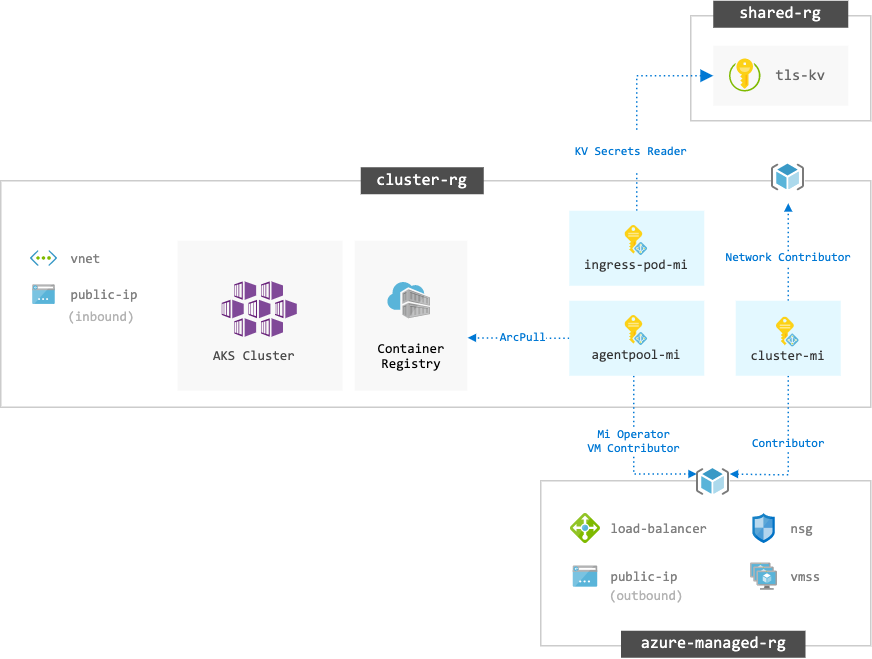 shared-rg
tls-kv
KV Secrets Reader
cluster-rg
vnet
public-ip
(inbound)
AKS Cluster
Container
Registry
ArcPull
ingress-pod-mi
agentpool-mi
Network Contributor
cluster-mi
Mi Operator
VM Contributor
Contributor
load-balancer
nsg
public-ip
(outbound)
vmss
azure-managed-rg